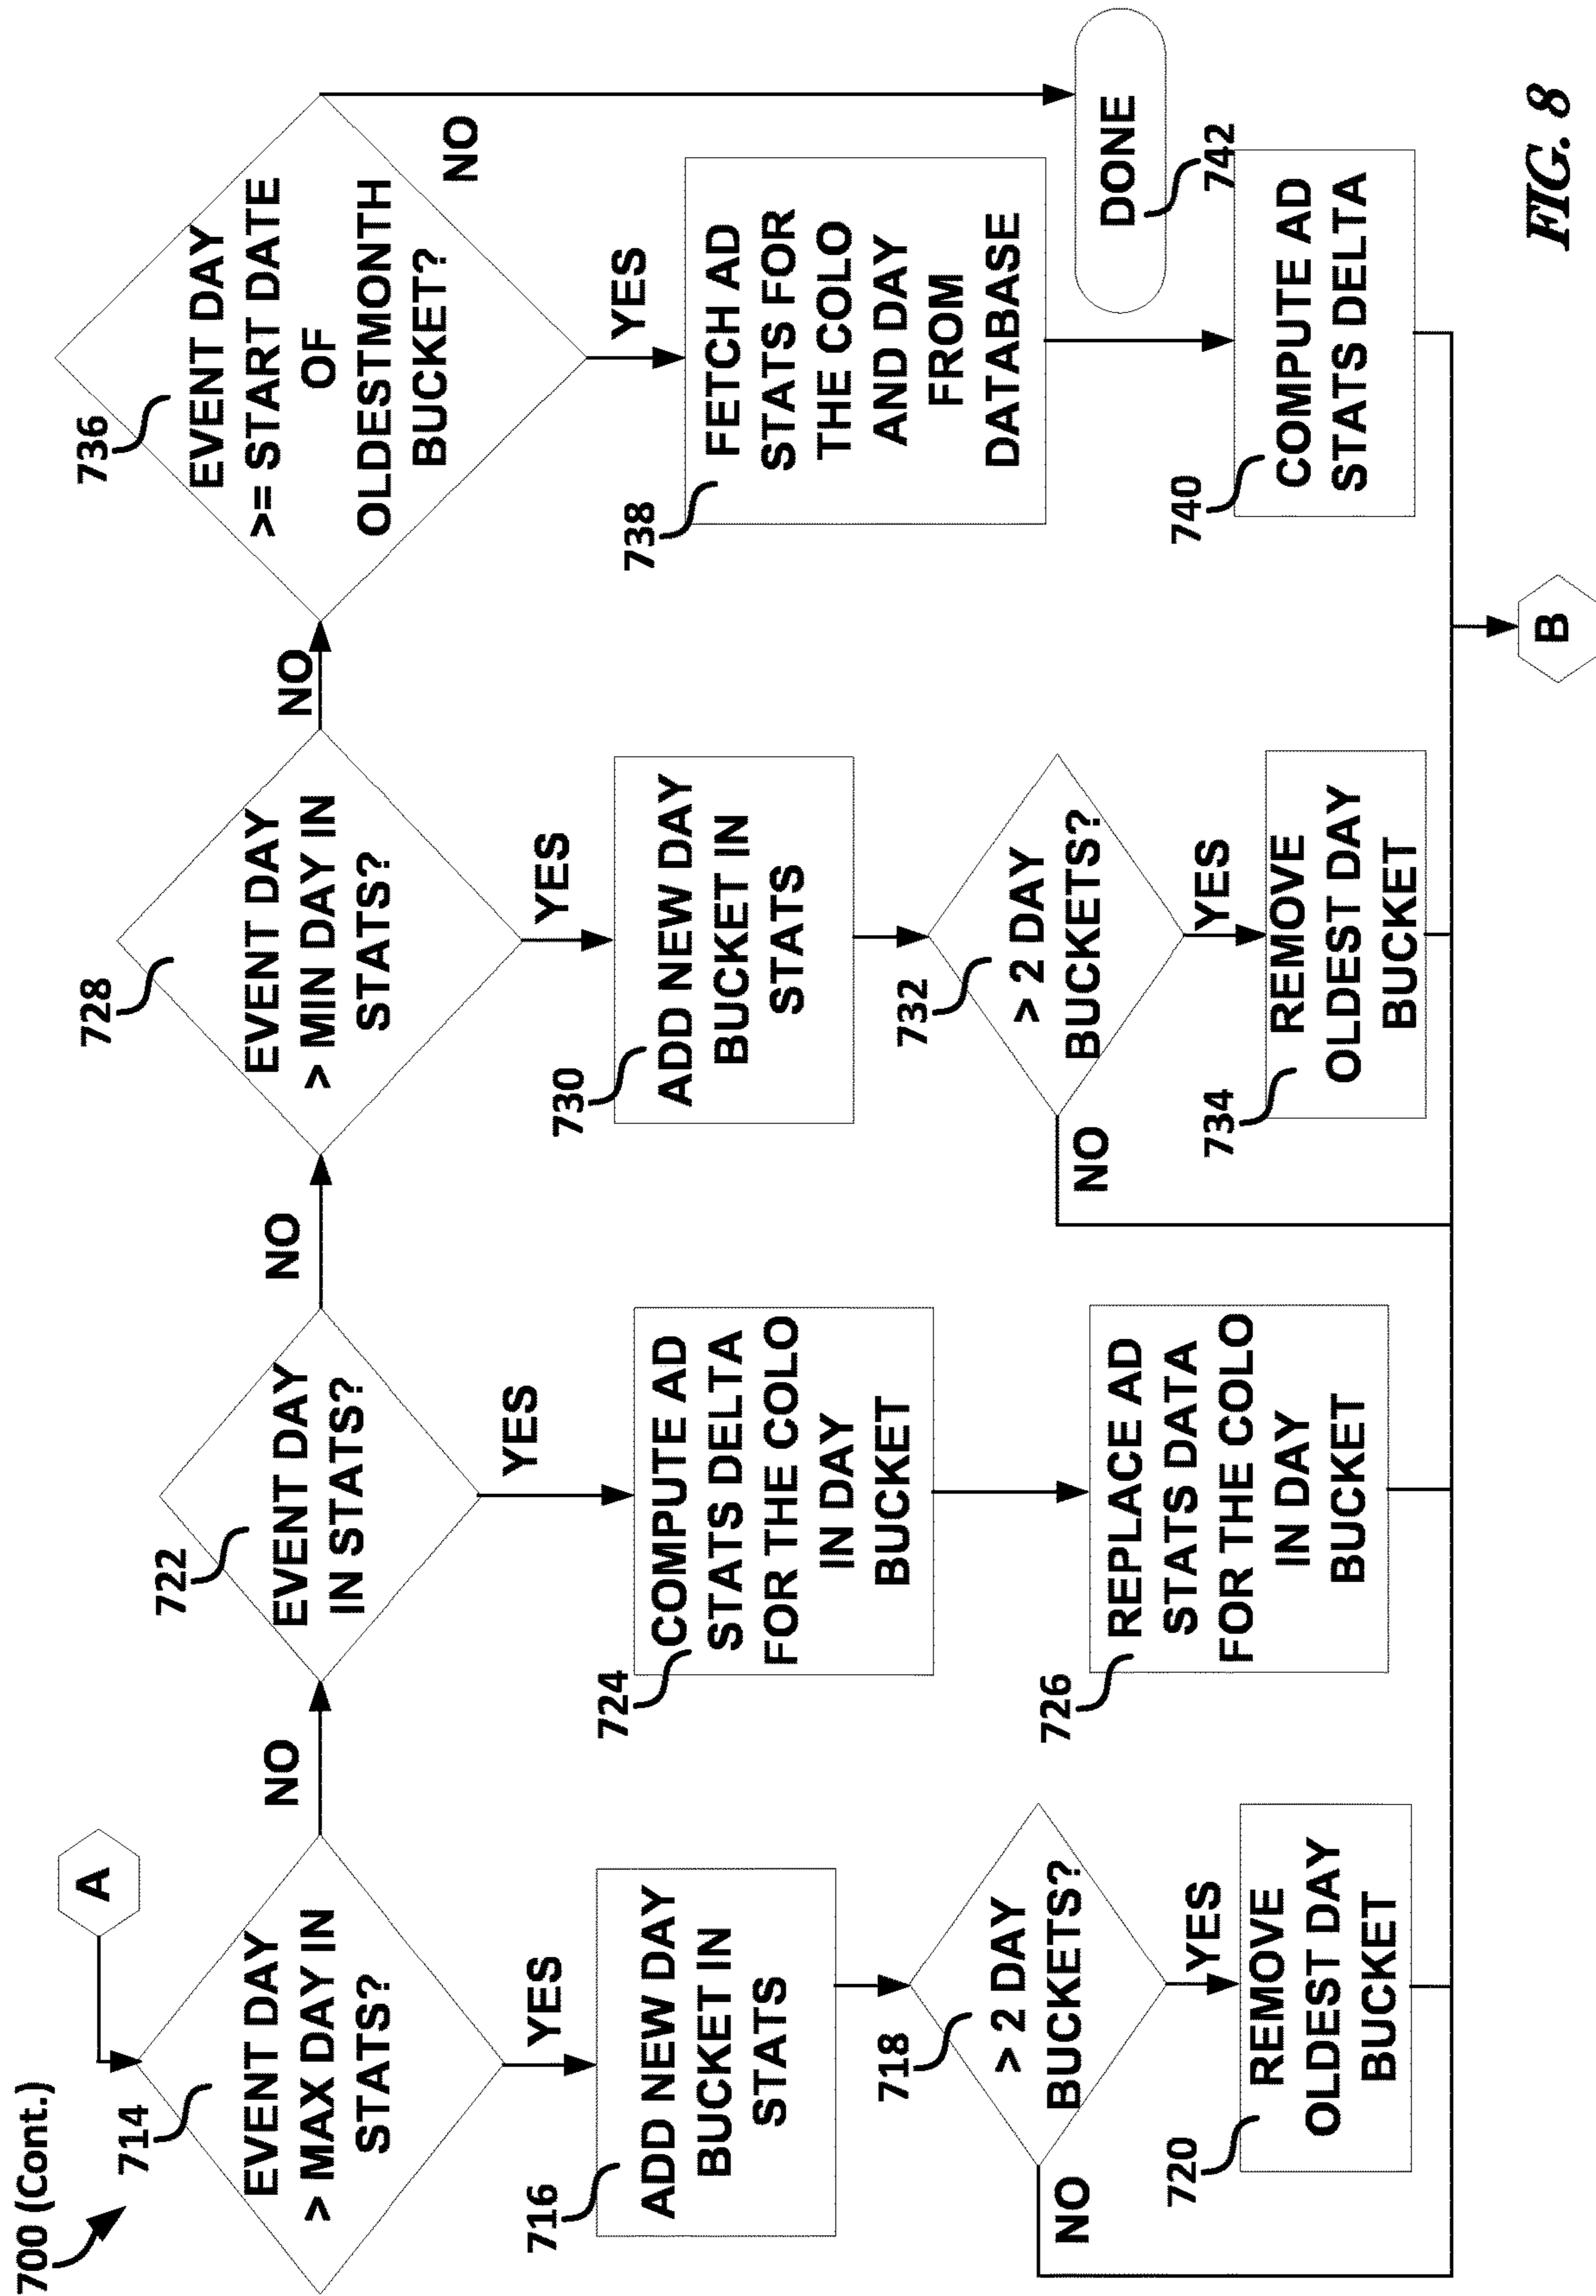 700 (Cont.)
A
714
EVENT DAY
> MAX DAY IN
STATS?
NO
YES
716
ADD NEW DAY
BUCKET IN
STATS
718
> 2 DAY
BUCKETS?
NO
YES
720
REMOVE
OLDEST DAY
BUCKET
722
EVENT DAY
IN STATS?
NO
YES
724
COMPUTE AD
STATS DELTA
FOR THE COLO
IN DAY
BUCKET
726
REPLACE AD
STATS DATA
FOR THE COLO
IN DAY
BUCKET
728
EVENT DAY
> MIN DAY IN
STATS?
NO
YES
730
ADD NEW DAY
BUCKET IN
STATS
732
> 2 DAY
BUCKETS?
NO
YES
734
REMOVE
OLDEST DAY
BUCKET
736
EVENT DAY
>= START DATE
OF
OLDESTMONTH
BUCKET?
NO
YES
738
FETCH AD
STATS FOR
THE COLO
AND DAY
FROM
DATABASE
740
COMPUTE AD
STATS DELTA
DONE
742
B
FIG. 8